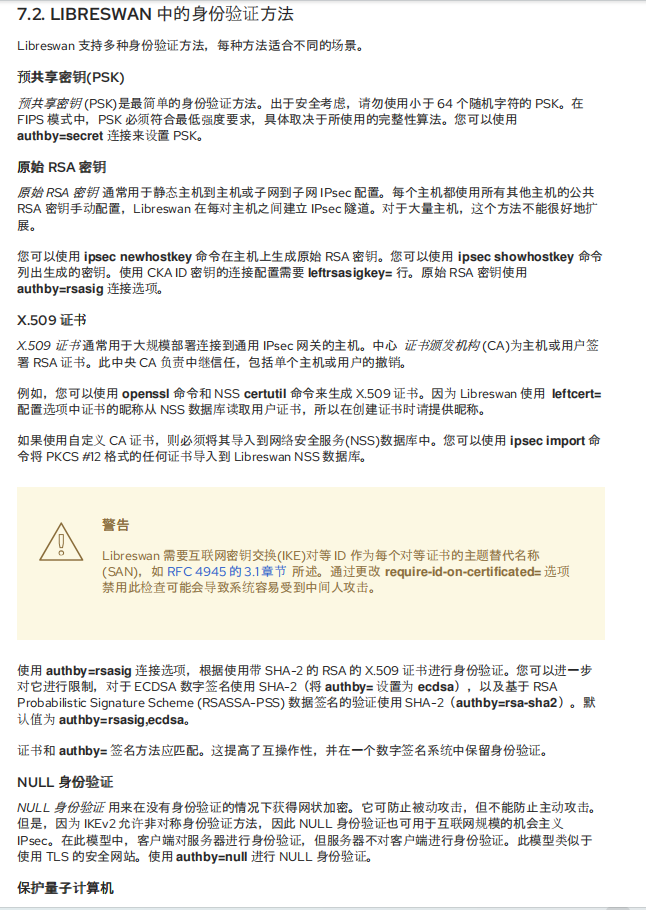 7.2. LIBRESWAN 中的身份验证方法
Libreswan 支持多种身份验证方法，每种方法适合不同的场景。
预共享密钥(PSK)
预共享密钥 (PSK)是最简单的身份验证方法。出于安全考虑，请勿使用小于 64 个随机字符的 PSK。在
FIPS 模式中，PSK 必须符合最低强度要求，具体取决于所使用的完整性算法。您可以使用
authby=secret 连接来设置 PSK。
原始 RSA 密钥
原始 RSA 密钥 通常用于静态主机到主机或子网到子网 IPsec 配置。每个主机都使用所有其他主机的公共
RSA 密钥手动配置，Libreswan 在每对主机之间建立 IPsec 隧道。对于大量主机，这个方法不能很好地扩
展。
您可以使用 ipsec newhostkey 命令在主机上生成原始 RSA 密钥。您可以使用 ipsec showhostkey 命令
列出生成的密钥。使用 CKA ID 密钥的连接配置需要 leftrsasigkey= 行。原始 RSA 密钥使用
authby=rsasig 连接选项。
X.509 证书
X.509 证书 通常用于大规模部署连接到通用 IPsec 网关的主机。中心 证书颁发机构 (CA)为主机或用户签
署 RSA 证书。此中央 CA 负责中继信任，包括单个主机或用户的撤销。
例如，您可以使用 openssl 命令和 NSS certutil 命令来生成 X.509 证书。因为 Libreswan 使用 leftcert=
配置选项中证书的昵称从 NSS 数据库读取用户证书，所以在创建证书时请提供昵称。
如果使用自定义 CA 证书，则必须将其导入到网络安全服务(NSS)数据库中。您可以使用 ipsec import 命
令将 PKCS #12 格式的任何证书导入到 Libreswan NSS 数据库。
警告
Libreswan 需要互联网密钥交换(IKE)对等 ID 作为每个对等证书的主题替代名称
(SAN)，如 RFC 4945 的 3.1 章节 所述。通过更改 require-id-on-certificated= 选项
禁用此检查可能会导致系统容易受到中间人攻击。
使用 authby=rsasig 连接选项，根据使用带 SHA-2 的 RSA 的 X.509 证书进行身份验证。您可以进一步
对它进行限制，对于 ECDSA 数字签名使用 SHA-2（将 authby= 设置为 ecdsa），以及基于 RSA
Probabilistic Signature Scheme (RSASSA-PSS) 数据签名的验证使用 SHA-2（authby=rsa-sha2）。默
认值为 authby=rsasig,ecdsa。
证书和 authby= 签名方法应匹配。这提高了互操作性，并在一个数字签名系统中保留身份验证。
NULL 身份验证
NULL 身份验证 用来在没有身份验证的情况下获得网状加密。它可防止被动攻击，但不能防止主动攻击。
但是，因为 IKEv2 允许非对称身份验证方法，因此 NULL 身份验证也可用于互联网规模的机会主义
IPsec。在此模型中，客户端对服务器进行身份验证，但服务器不对客户端进行身份验证。此模型类似于
使用 TLS 的安全网站。使用 authby=null 进行 NULL 身份验证。
保护量子计算机